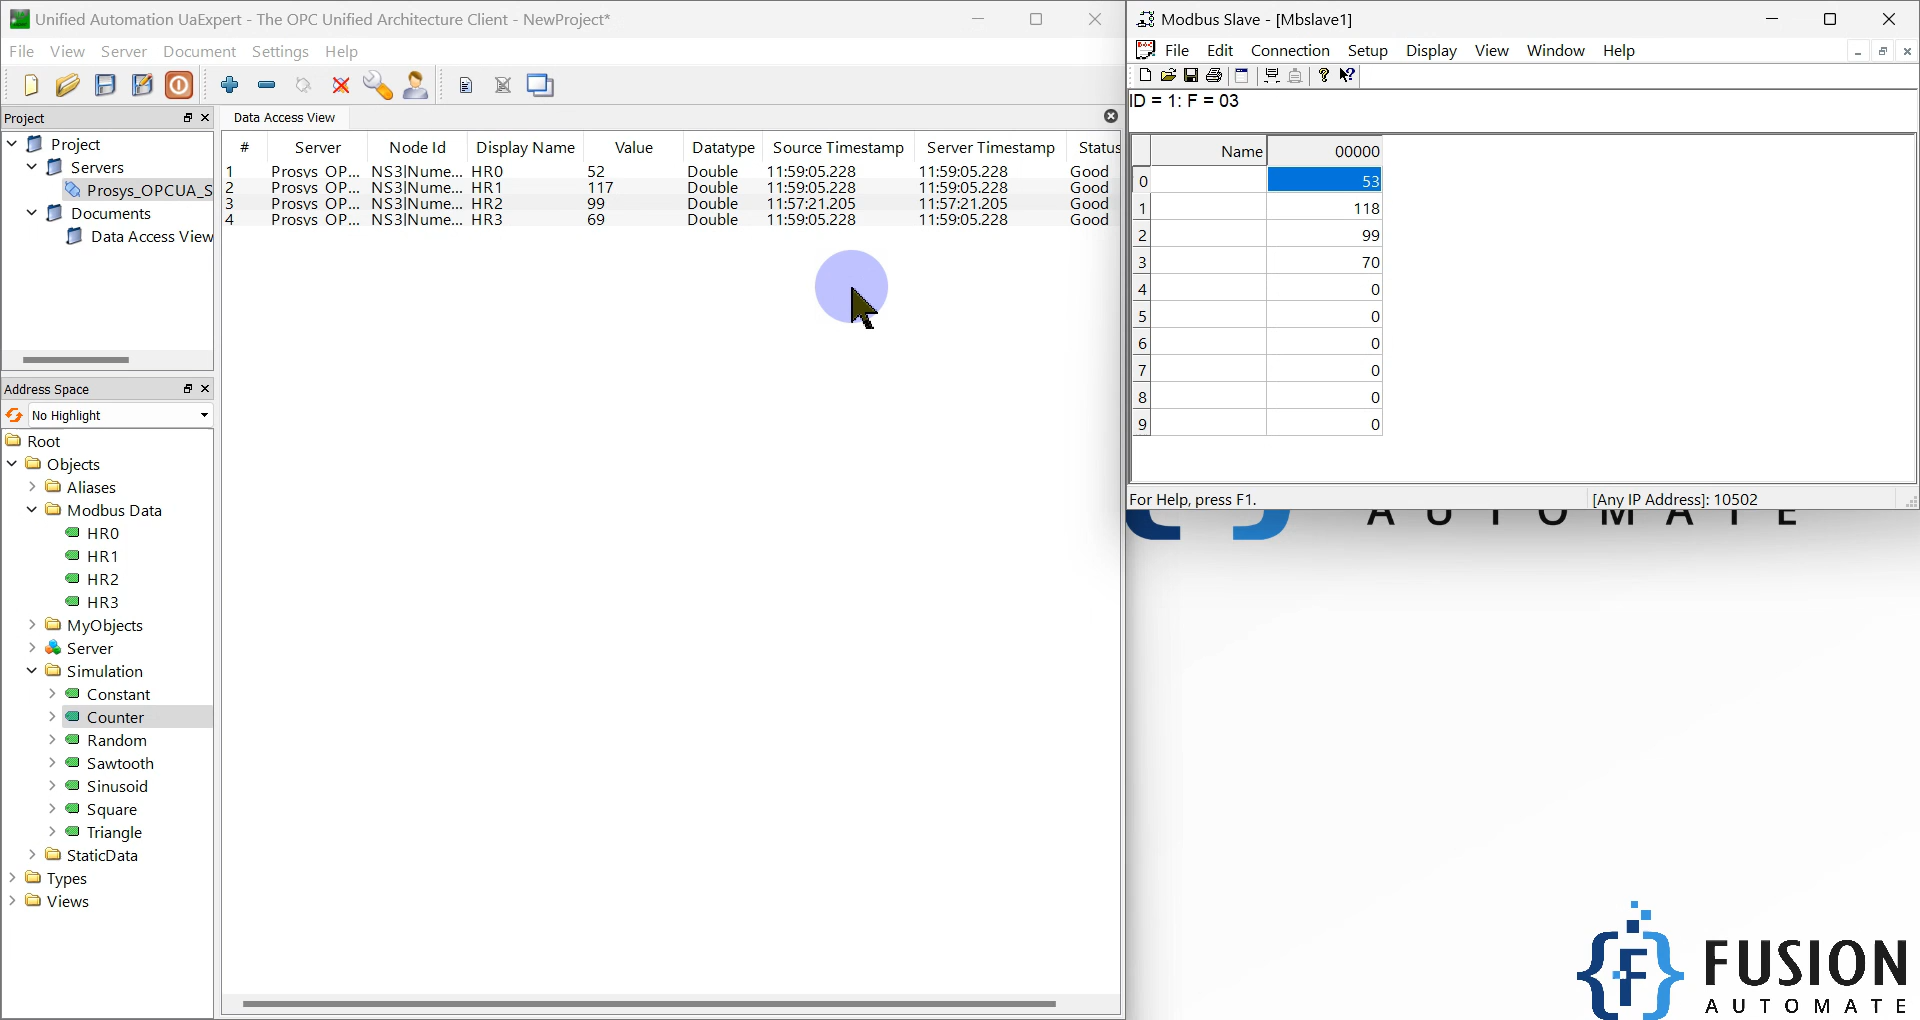 Unified Automation UaExpert - The OPC Unified Architecture Client - NewProject*
File View Server Document Settings Help
Project
Project
Servers
Prosys_OPCUA_S
Documents
Data Access View
Address Space
No Highlight
Root
Objects
Aliases
Modbus Data
HR0
HR1
HR2
HR3
MyObjects
Server
Simulation
Constant
Counter
Random
Sawtooth
Sinusoid
Square
Triangle
StaticData
Types
Views
Data Access View
# Server Node Id Display Name Value Datatype Source Timestamp Server Timestamp Status
1 Prosys OP... NS3|Nume... HR0 52 Double 11:59:05.228 11:59:05.228 Good
2 Prosys OP... NS3|Nume... HR1 117 Double 11:59:05.228 11:59:05.228 Good
3 Prosys OP... NS3|Nume... HR2 99 Double 11:57:21.205 11:57:21.205 Good
4 Prosys OP... NS3|Nume... HR3 69 Double 11:59:05.228 11:59:05.228 Good
Modbus Slave - [Mbslave1]
File Edit Connection Setup Display View Window Help
ID = 1: F = 03
Name 00000
0 53
1 118
2 99
3 70
4 0
5 0
6 0
7 0
8 0
9 0
For Help, press F1. [Any IP Address]: 10502
AUTOMATE
FUSION
AUTOMATE